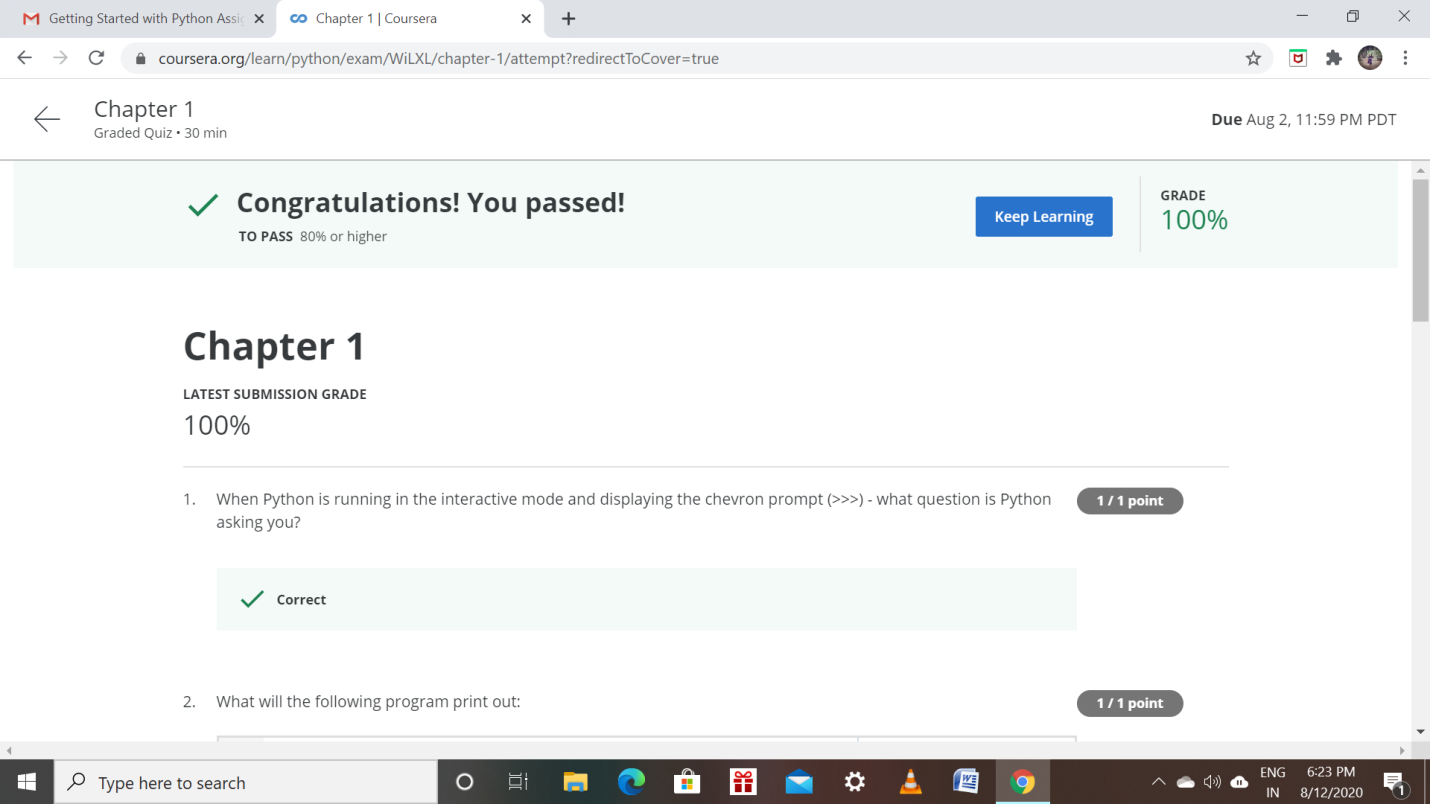 Getting Started with Python Assi
Chapter 1 | Coursera
coursera.org/learn/python/exam/WiLXL/chapter-1/attempt?redirectToCover=true
Chapter 1
Graded Quiz • 30 min
Due Aug 2, 11:59 PM PDT
Congratulations! You passed!
TO PASS 80% or higher
Keep Learning
GRADE
100%
Chapter 1
LATEST SUBMISSION GRADE
100%
1. When Python is running in the interactive mode and displaying the chevron prompt (>>>) - what question is Python
asking you?
1 / 1 point
Correct
2. What will the following program print out:
1 / 1 point
Type here to search
ENG
IN
6:23 PM
8/12/2020
1